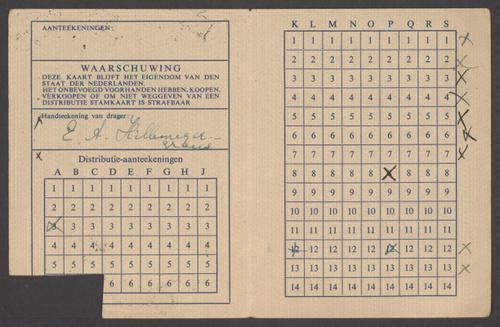 AANTEEKENINGEN:
WAARSCHUWING
DEZE KAART BLIJFT HET EIGENDOM VAN DEN
STAAT DER NEDERLANDEN.
HET ONBEVOEGD VOORHANDEN HEBBEN, KOOPEN,
VERKOOPEN OF OM NIET WEGGEVEN VAN EEN
DISTRIBUTIE STAMKAART IS STRAFBAAR
Handteekening van drager:
E. A.
Distributie-aanteekeningen
A B C D E F G H J
1 1 1 1 1 1 1 1 1
2 2 2 2 2 2 2 2 2
3 3 3 3 3 3 3 3 3
4 4 4 4 4 4 4 4 4
5 5 5 5 5 5 5 5 5
6 6 6 6 6
K L M N O P Q R S
1 1 1 1 1 1 1 1 1
2 2 2 2 2 2 2 2 2
3 3 3 3 3 3 3 3 3
4 4 4 4 4 4 4 4 4
5 5 5 5 5 5 5 5 5
6 6 6 6 6 6 6 6 6
7 7 7 7 7 7 7 7 7
8 8 8 8 8 8 8 8
9 9 9 9 9 9 9 9 9
10 10 10 10 10 10 10 10 10
11 11 11 11 11 11 11 11 11
12 12 12 12 12 12 12 12 12
13 13 13 13 13 13 13 13 13
14 14 14 14 14 14 14 14 14